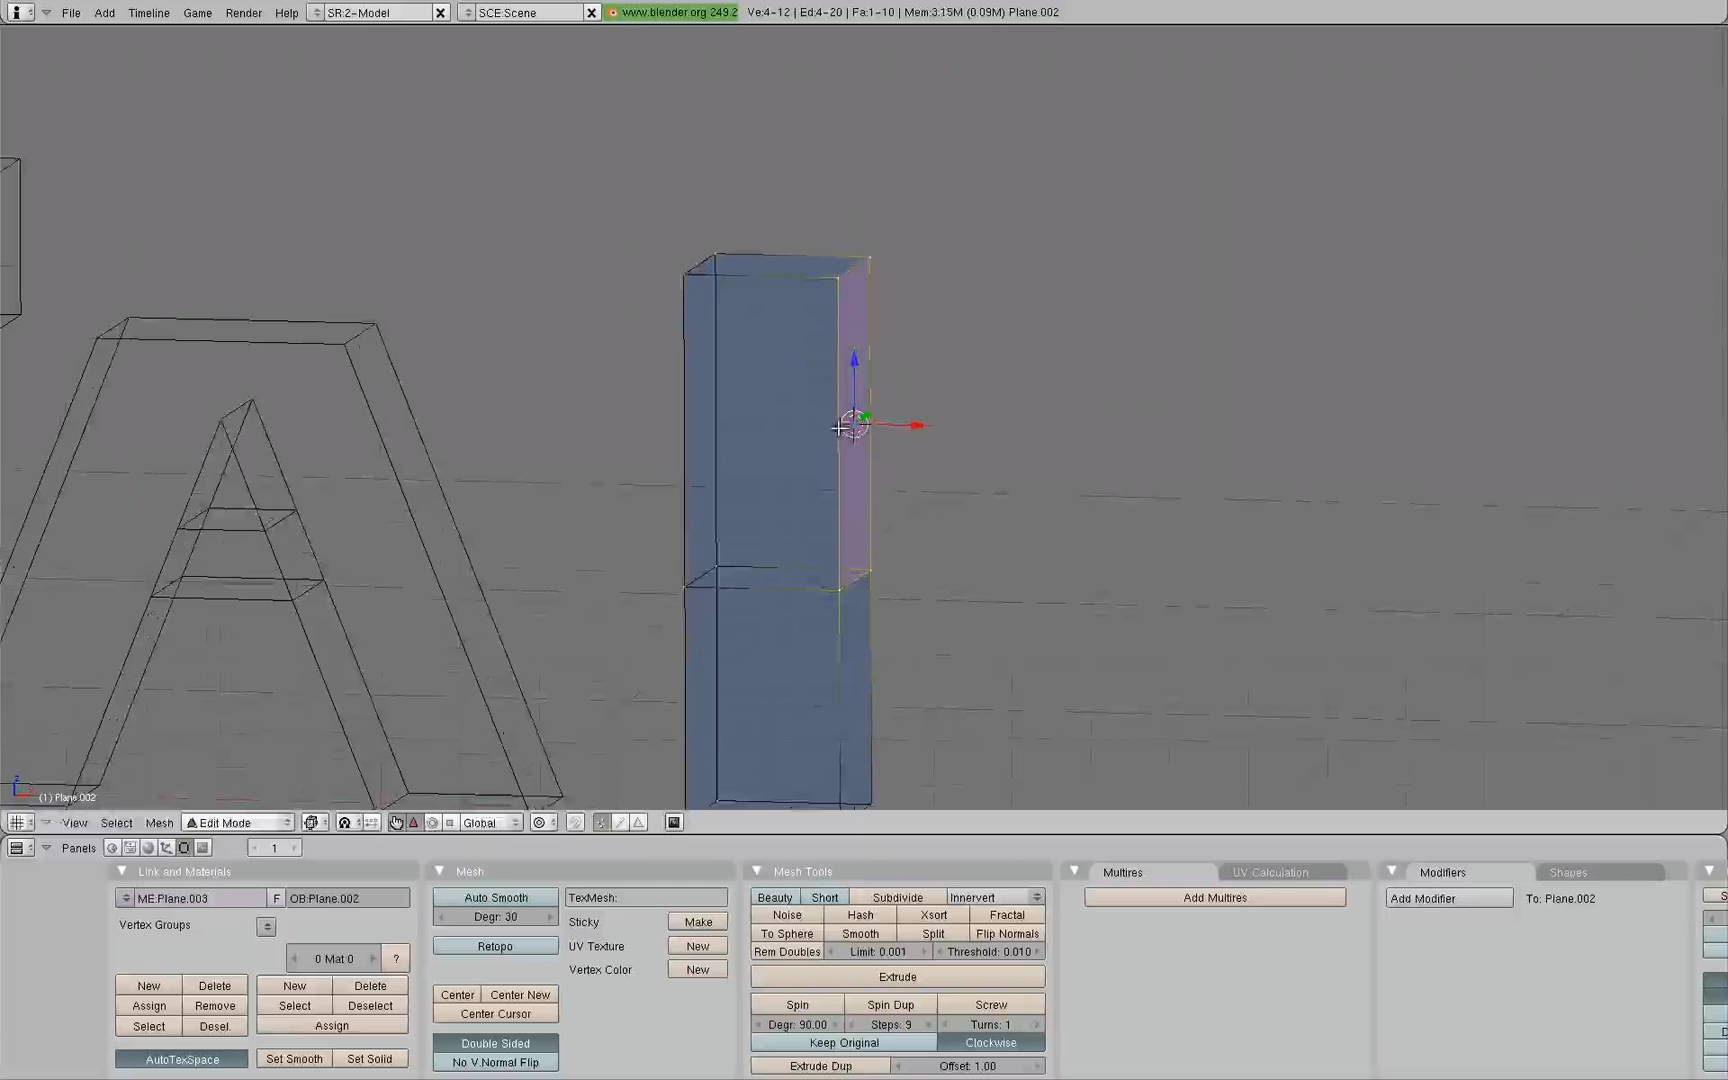 File Add Timeline Game Render Help SR:2-Model SCE:Scene www.blender.org 249.2 Ve:4-12 | Ed:4-20 | Fa:1-10 | Mem:3.15M (0.09M) Plane.002
z
(1) Plane.002
View Select Mesh Edit Mode Global
Panels 1
Link and Materials Mesh Mesh Tools Multires UV Calculation Modifiers Shapes
ME:Plane.003 F OB:Plane.002 Auto Smooth TexMesh: Beauty Short Subdivide Innervert Add Multires Add Modifier To: Plane.002
Vertex Groups Degr: 30 Sticky Make Noise Hash Xsort Fractal
To Sphere Smooth Split Flip Normals
Retopo UV Texture New Rem Doubles Limit: 0.001 Threshold: 0.010
0 Mat 0 ? Vertex Color New Extrude
New Delete New Delete Center Center New Spin Spin Dup Screw
Assign Remove Select Deselect Center Cursor Degr: 90.00 Steps: 9 Turns: 1
Select Desel. Assign Double Sided Keep Original Clockwise
AutoTexSpace Set Smooth Set Solid No V.Normal Flip Extrude Dup Offset: 1.00